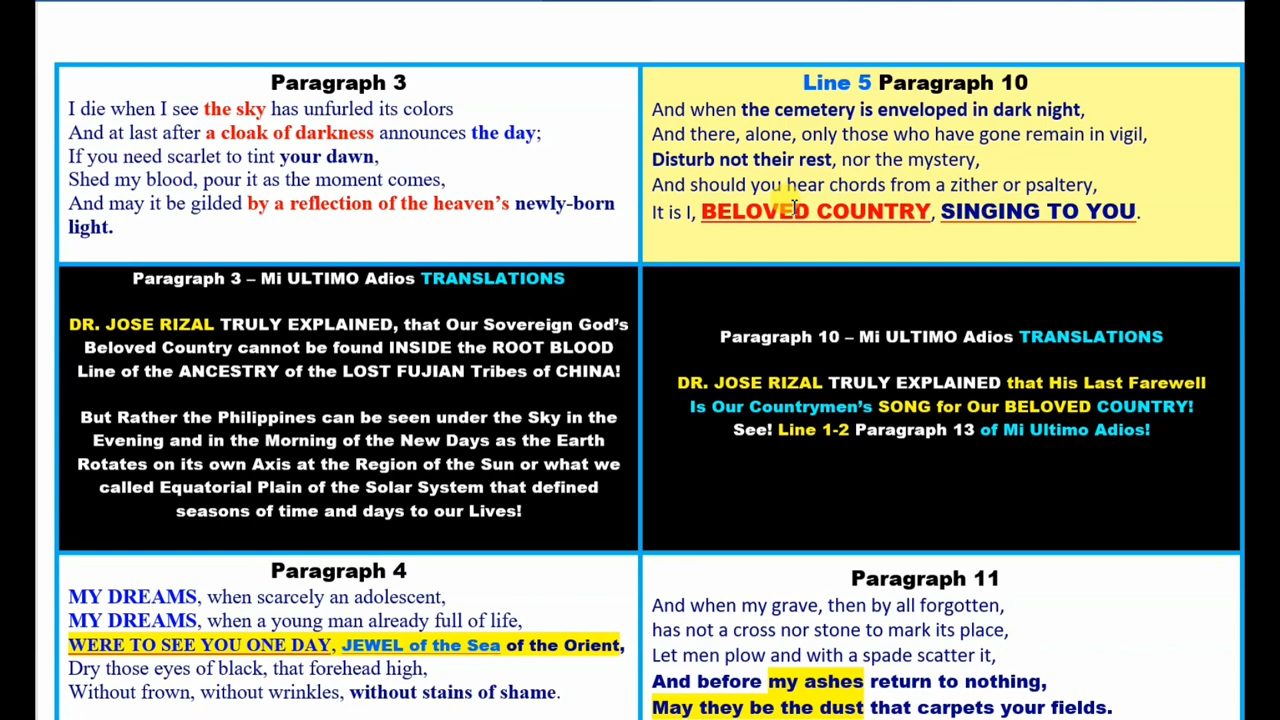 Paragraph 3
I die when I see the sky has unfurled its colors
And at last after a cloak of darkness announces the day;
If you need scarlet to tint your dawn,
Shed my blood, pour it as the moment comes,
And may it be gilded by a reflection of the heaven's newly-born
light.
Line 5 Paragraph 10
And when the cemetery is enveloped in dark night,
And there, alone, only those who have gone remain in vigil,
Disturb not their rest, nor the mystery,
And should you hear chords from a zither or psaltery,
It is I, BELOVED COUNTRY, SINGING TO YOU.
Paragraph 3 – Mi ULTIMO Adios TRANSLATIONS
DR. JOSE RIZAL TRULY EXPLAINED, that Our Sovereign God's
Beloved Country cannot be found INSIDE the ROOT BLOOD
Line of the ANCESTRY of the LOST FUJIAN Tribes of CHINA!
But Rather the Philippines can be seen under the Sky in the
Evening and in the Morning of the New Days as the Earth
Rotates on its own Axis at the Region of the Sun or what we
called Equatorial Plain of the Solar System that defined
seasons of time and days to our Lives!
Paragraph 10 – Mi ULTIMO Adios TRANSLATIONS
DR. JOSE RIZAL TRULY EXPLAINED that His Last Farewell
Is Our Countrymen's SONG for Our BELOVED COUNTRY!
See! Line 1-2 Paragraph 13 of Mi Ultimo Adios!
Paragraph 4
MY DREAMS, when scarcely an adolescent,
MY DREAMS, when a young man already full of life,
WERE TO SEE YOU ONE DAY, JEWEL of the Sea of the Orient,
Dry those eyes of black, that forehead high,
Without frown, without wrinkles, without stains of shame.
Paragraph 11
And when my grave, then by all forgotten,
has not a cross nor stone to mark its place,
Let men plow and with a spade scatter it,
And before my ashes return to nothing,
May they be the dust that carpets your fields.